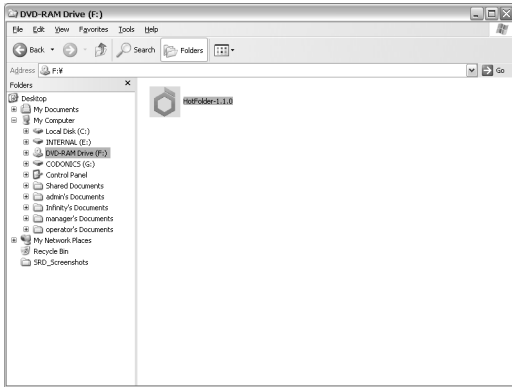 DVD-RAM Drive (F:)
File Edit View Favorites Tools Help
Back Search Folders
Address F:¥ Go
Folders
Desktop
My Documents
My Computer
Local Disk (C:)
INTERNAL (E:)
DVD-RAM Drive (F:)
CODONICS (G:)
Control Panel
Shared Documents
admin's Documents
Infinity's Documents
manager's Documents
operator's Documents
My Network Places
Recycle Bin
SRD_Screenshots
HotFolder-1.1.0